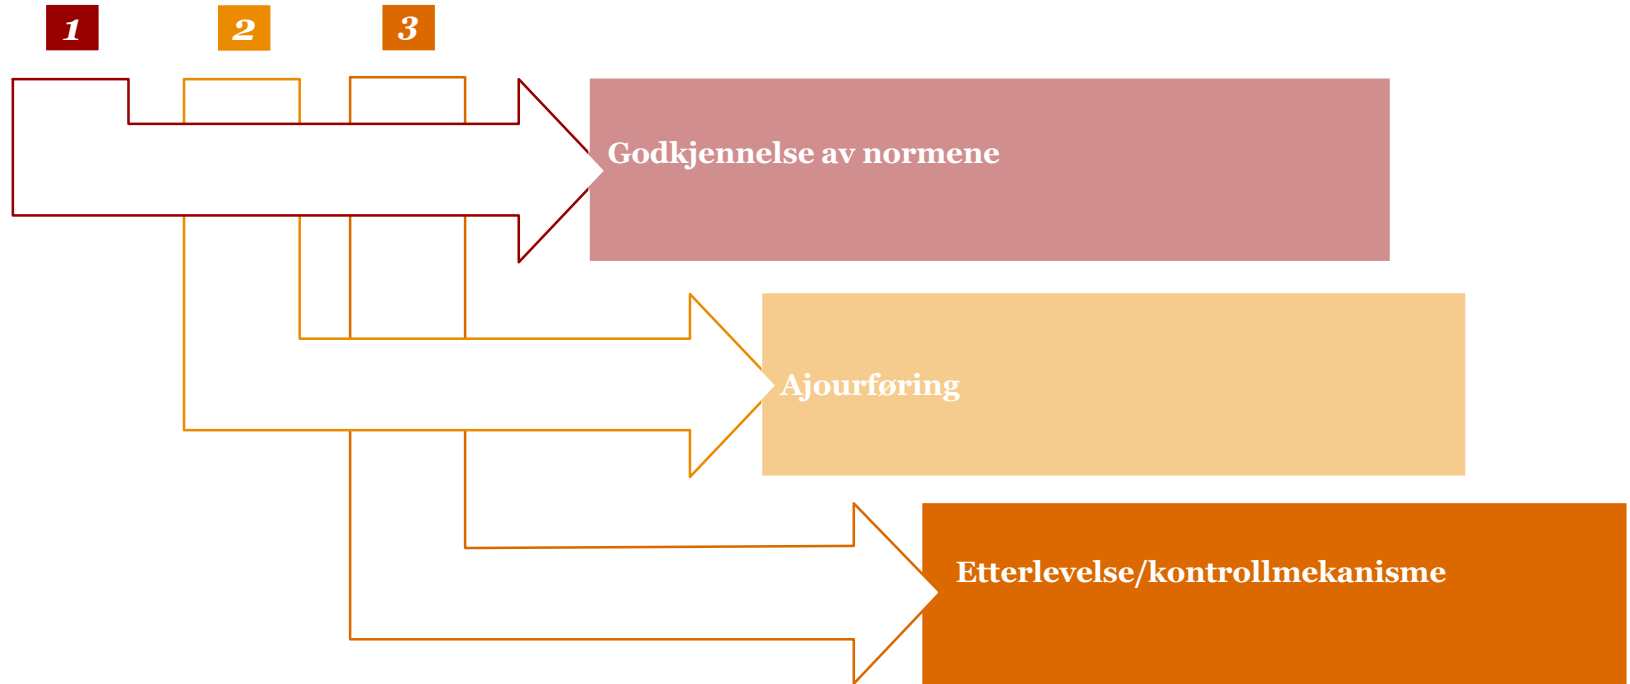 1
2
3
Godkjennelse av normene
Ajourføring
Etterlevelse/kontrollmekanisme